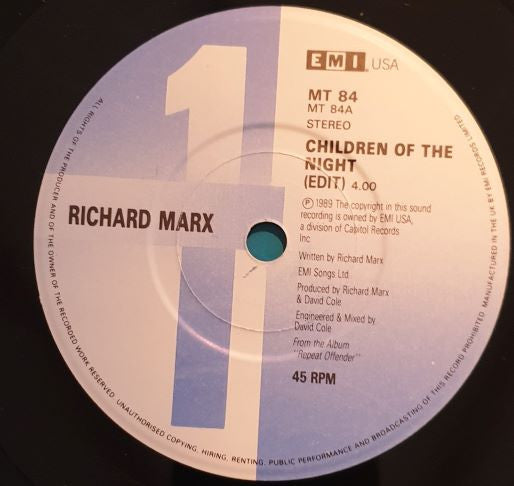 EMI USA
MT 84
MT 84A
STEREO
CHILDREN OF THE
NIGHT
(EDIT) 4.00
℗ 1989 The copyright in this sound
recording is owned by EMI USA,
a division of Capitol Records
Inc
RICHARD MARX
Written by Richard Marx
EMI Songs Ltd
Produced by Richard Marx
& David Cole
Engineered & Mixed by
David Cole
From the Album
"Repeat Offender"
45 RPM
1
ALL RIGHTS OF THE PRODUCER AND OF THE OWNER OF THE RECORDED WORK RESERVED. UNAUTHORISED COPYING, HIRING, RENTING, PUBLIC PERFORMANCE AND BROADCASTING OF THIS RECORD PROHIBITED MANUFACTURED IN THE UK BY EMI RECORDS LIMITED